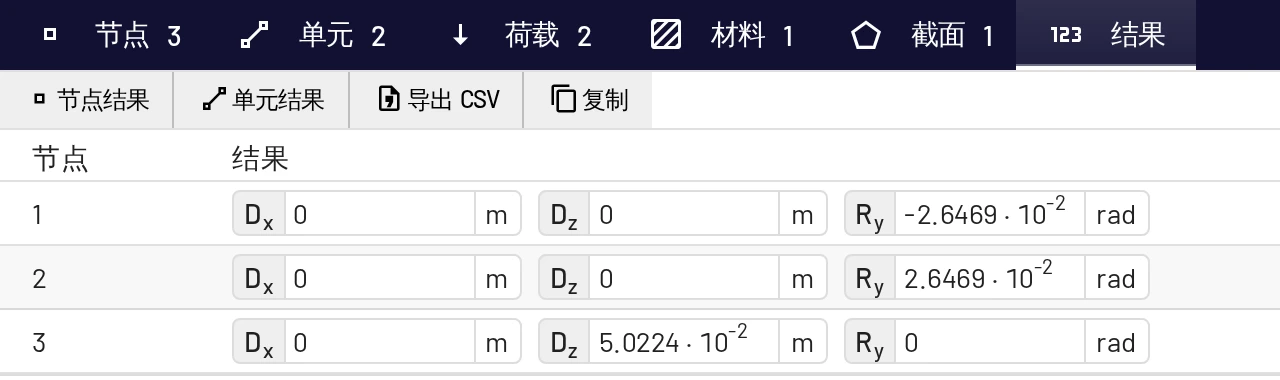 节点 3 单元 2 荷载 2 材料 1 截面 1 123 结果
节点结果 单元结果 导出 CSV 复制
节点 结果
1 Dx 0 m Dz 0 m Ry -2.6469 · 10^-2 rad
2 Dx 0 m Dz 0 m Ry 2.6469 · 10^-2 rad
3 Dx 0 m Dz 5.0224 · 10^-2 m Ry 0 rad